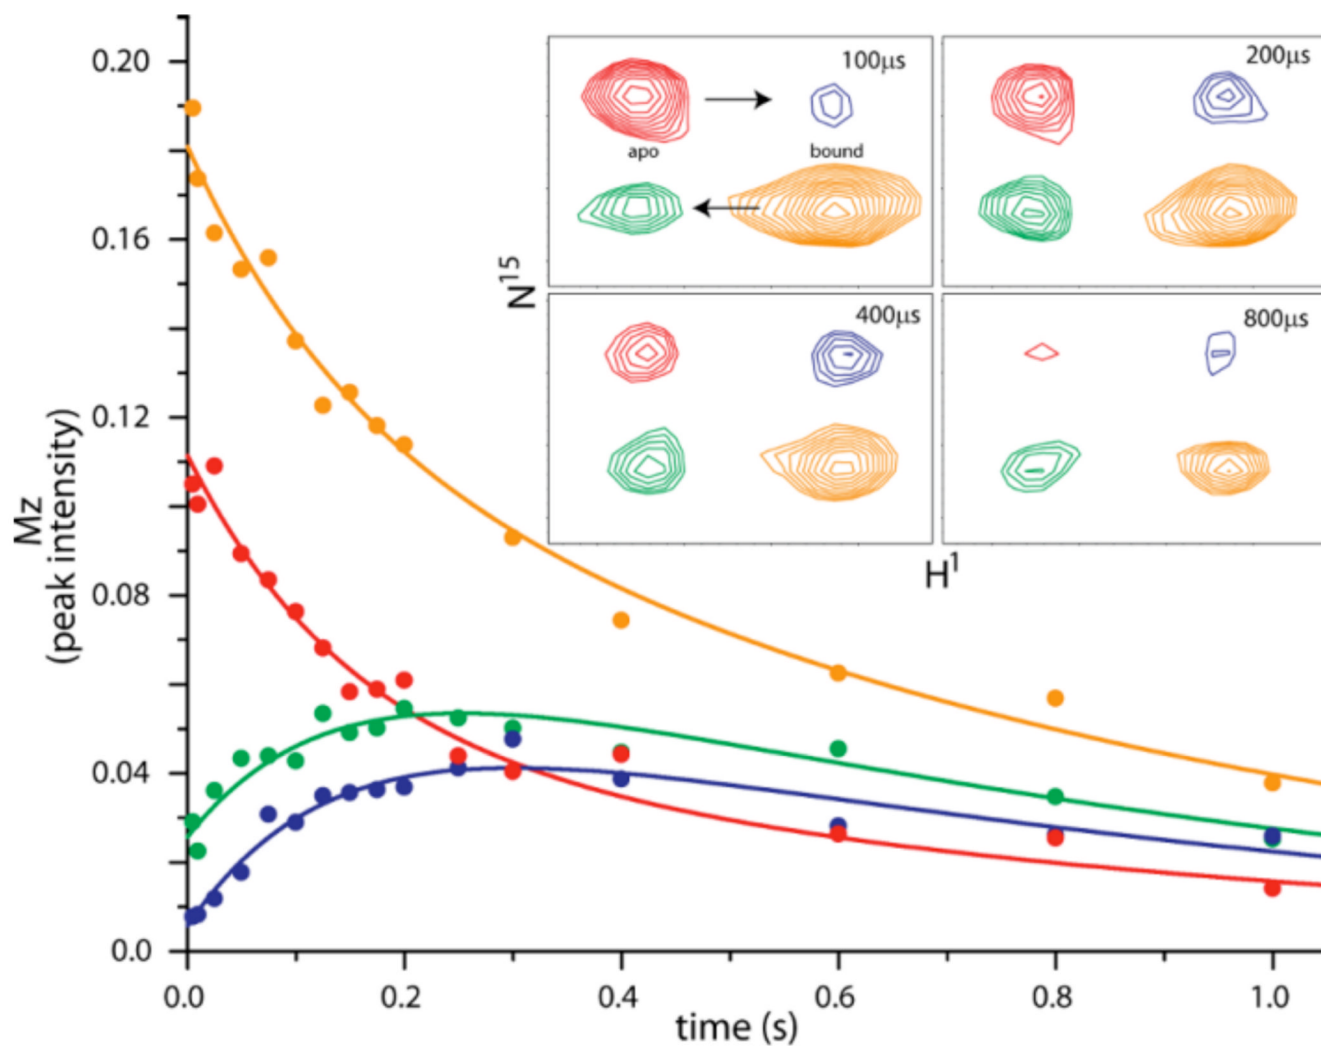 0.20
0.16
0.12
0.08
0.04
0.0
Mz
(peak intensity)
0.0 0.2 0.4 0.6 0.8 1.0
time (s)
100μs
apo bound
200μs
400μs
800μs
N¹⁵
H¹